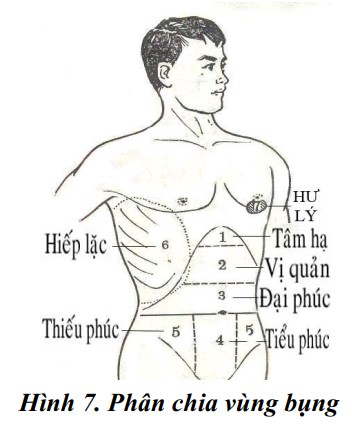 HƯ
LÝ
Hiếp lặc
6
1
Tâm hạ
2
Vị quản
3
Đại phúc
Thiếu phúc
5
4
5
Tiểu phúc
Hình 7. Phân chia vùng bụng